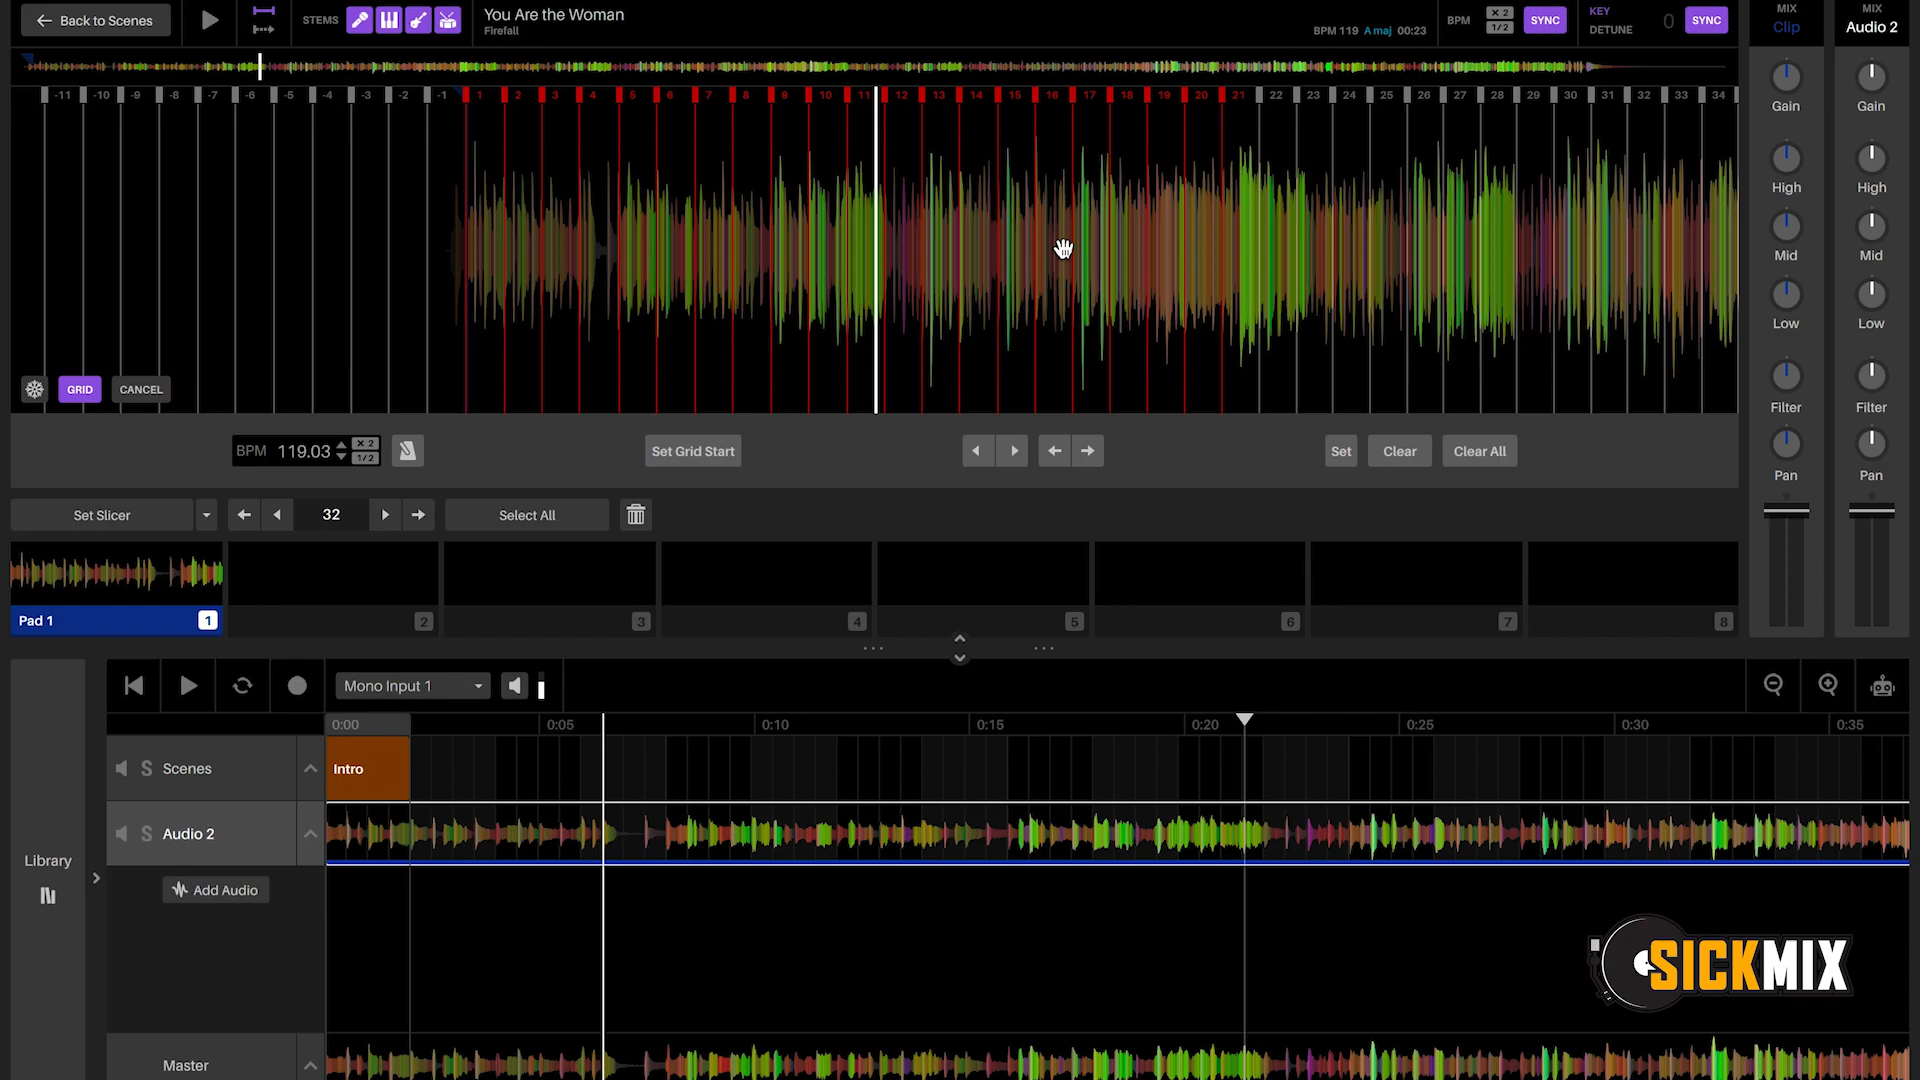 Back to Scenes
STEMS
You Are the Woman
Firefall
BPM 119 A maj 00:23
BPM
× 2
1/2
SYNC
KEY
DETUNE
0
SYNC
MIX
Clip
MIX
Audio 2
-11 -10 -9 -8 -7 -6 -5 -4 -3 -2 -1 1 2 3 4 5 6 7 8 9 10 11 12 13 14 15 16 17 18 19 20 21 22 23 24 25 26 27 28 29 30 31 32 33 34
Gain
Gain
High
High
Mid
Mid
Low
Low
Filter
Filter
Pan
Pan
GRID
CANCEL
BPM 119.03
× 2
1/2
Set Grid Start
Set
Clear
Clear All
Set Slicer
32
Select All
Pad 1
1
2
3
4
5
6
7
8
Mono Input 1
0:00
0:05
0:10
0:15
0:20
0:25
0:30
0:35
S Scenes
Intro
S Audio 2
Library
Add Audio
SICKMIX
Master